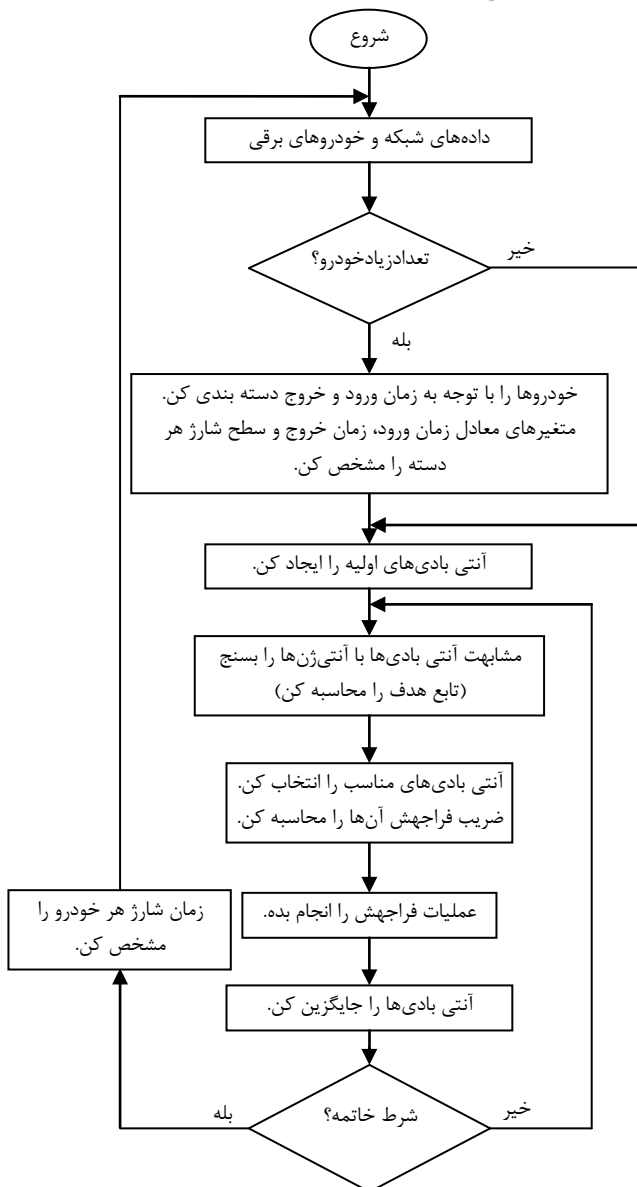 شروع
داده‌های شبکه و خودروهای برقی
تعدادزیادخودرو؟
خیر
بله
خودروها را با توجه به زمان ورود و خروج دسته بندی کن.
متغیرهای معادل زمان ورود، زمان خروج و سطح شارژ هر
دسته را مشخص کن.
آنتی بادی‌های اولیه را ایجاد کن.
مشابهت آنتی بادی‌ها با آنتی‌ژن‌ها را بسنج
(تابع هدف را محاسبه کن)
آنتی بادی‌های مناسب را انتخاب کن.
ضریب فراجهش آن‌ها را محاسبه کن.
عملیات فراجهش را انجام بده.
زمان شارژ هر خودرو را
مشخص کن.
آنتی بادی‌ها را جایگزین کن.
شرط خاتمه؟
خیر
بله